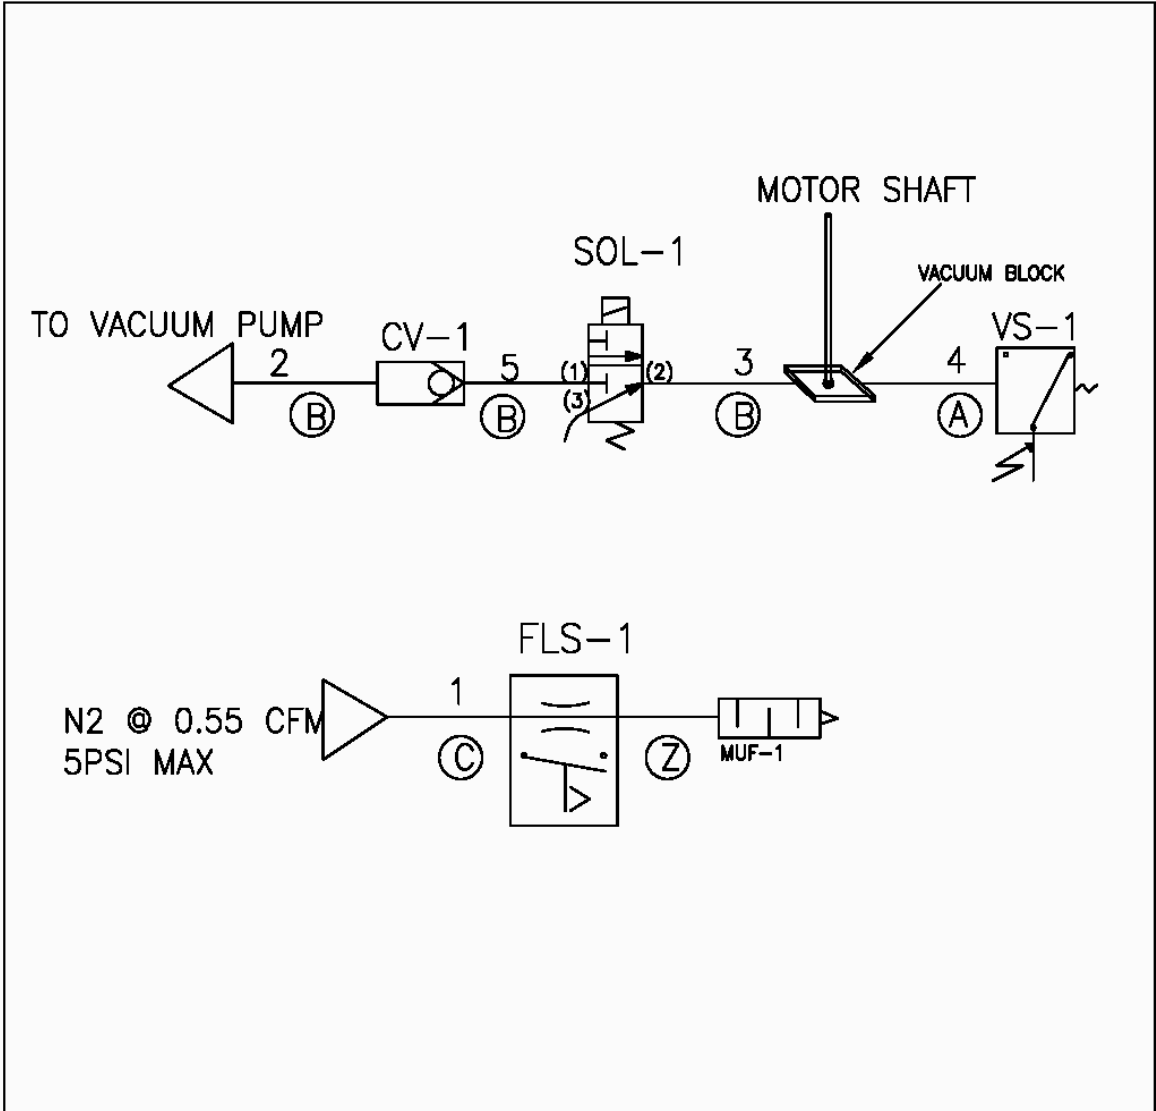 MOTOR SHAFT
SOL-1
VACUUM BLOCK
TO VACUUM PUMP
CV-1
VS-1
2
5
(1)
(2)
3
4
(3)
B
B
B
A
FLS-1
1
N2 @ 0.55 CFM
5PSI MAX
C
Z
MUF-1